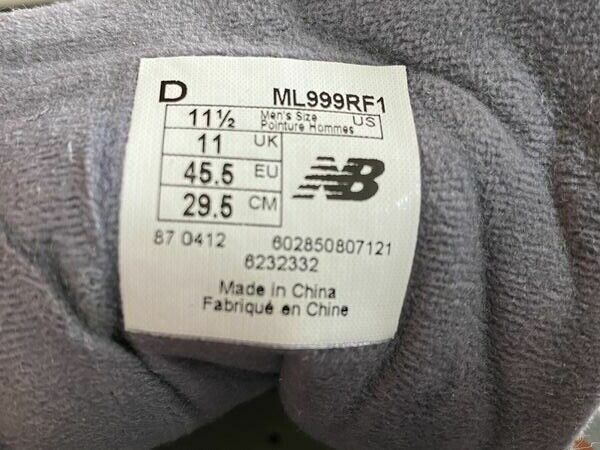 D ML999RF1
11½ Men's Size US
Pointure Hommes
11 UK
45.5 EU
29.5 CM
NB
87 0412 602850807121
6232332
Made in China
Fabriqué en Chine